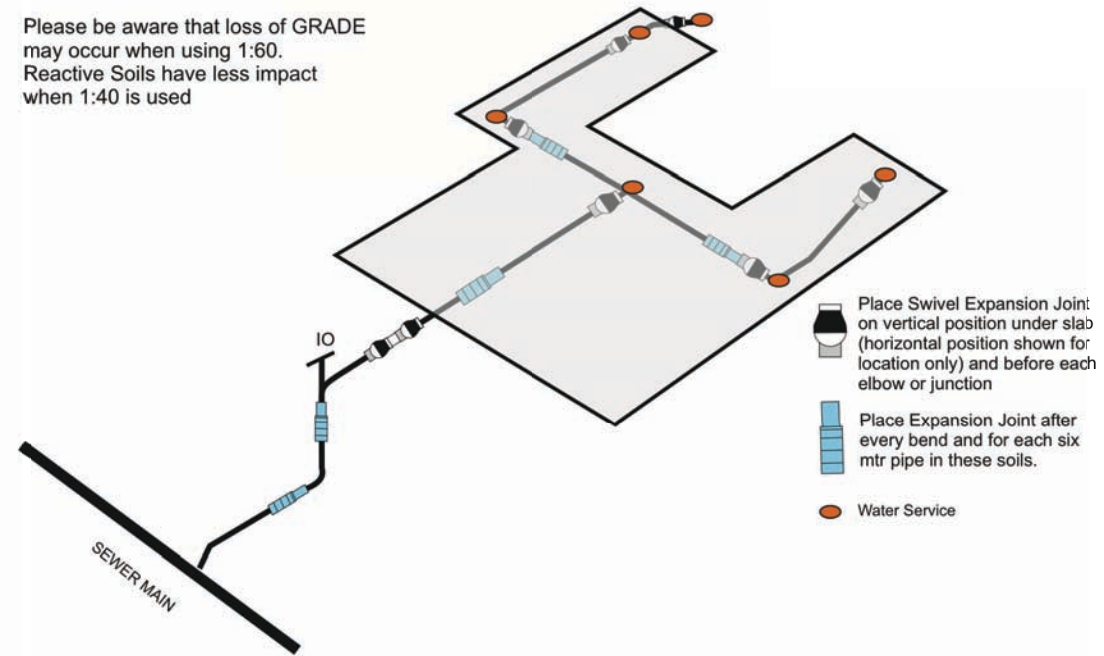 Please be aware that loss of GRADE
may occur when using 1:60.
Reactive Soils have less impact
when 1:40 is used
IO
Place Swivel Expansion Joint
on vertical position under slab
(horizontal position shown for
location only) and before each
elbow or junction
Place Expansion Joint after
every bend and for each six
mtr pipe in these soils.
Water Service
SEWER MAIN